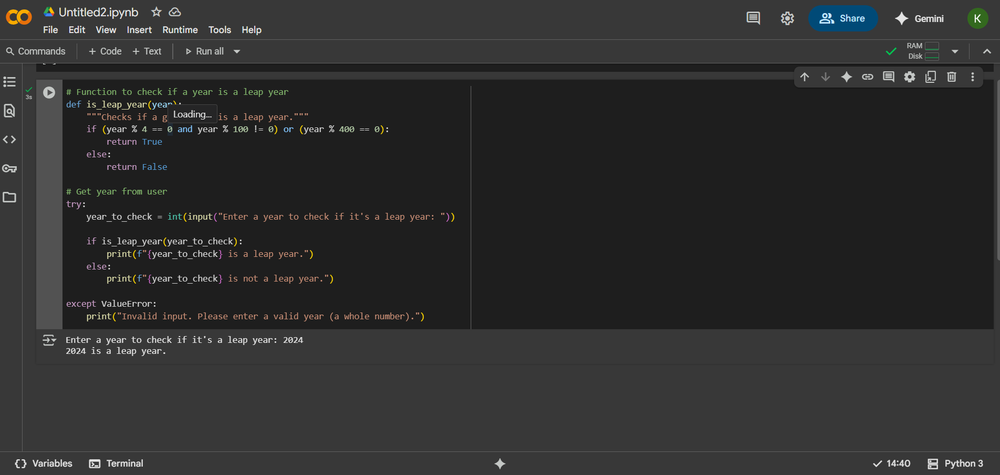 Untitled2.ipynb
File Edit View Insert Runtime Tools Help
Share
Gemini
K
Commands + Code + Text Run all
RAM
Disk
3s
# Function to check if a year is a leap year
def is_leap_year(year):
    """Checks if a g is a leap year."""
Loading...
    if (year % 4 == 0 and year % 100 != 0) or (year % 400 == 0):
        return True
    else:
        return False
# Get year from user
try:
    year_to_check = int(input("Enter a year to check if it's a leap year: "))
    if is_leap_year(year_to_check):
        print(f"{year_to_check} is a leap year.")
    else:
        print(f"{year_to_check} is not a leap year.")
except ValueError:
    print("Invalid input. Please enter a valid year (a whole number).")
Enter a year to check if it's a leap year: 2024
2024 is a leap year.
{} Variables Terminal
14:40 Python 3